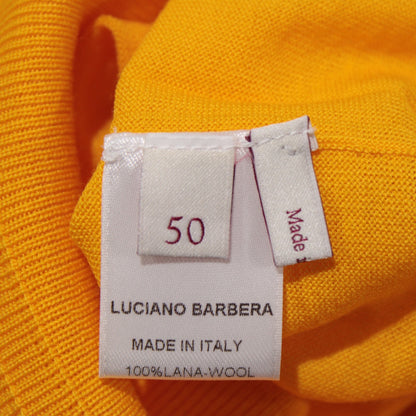 50
Made
LUCIANO BARBERA
MADE IN ITALY
100%LANA-WOOL